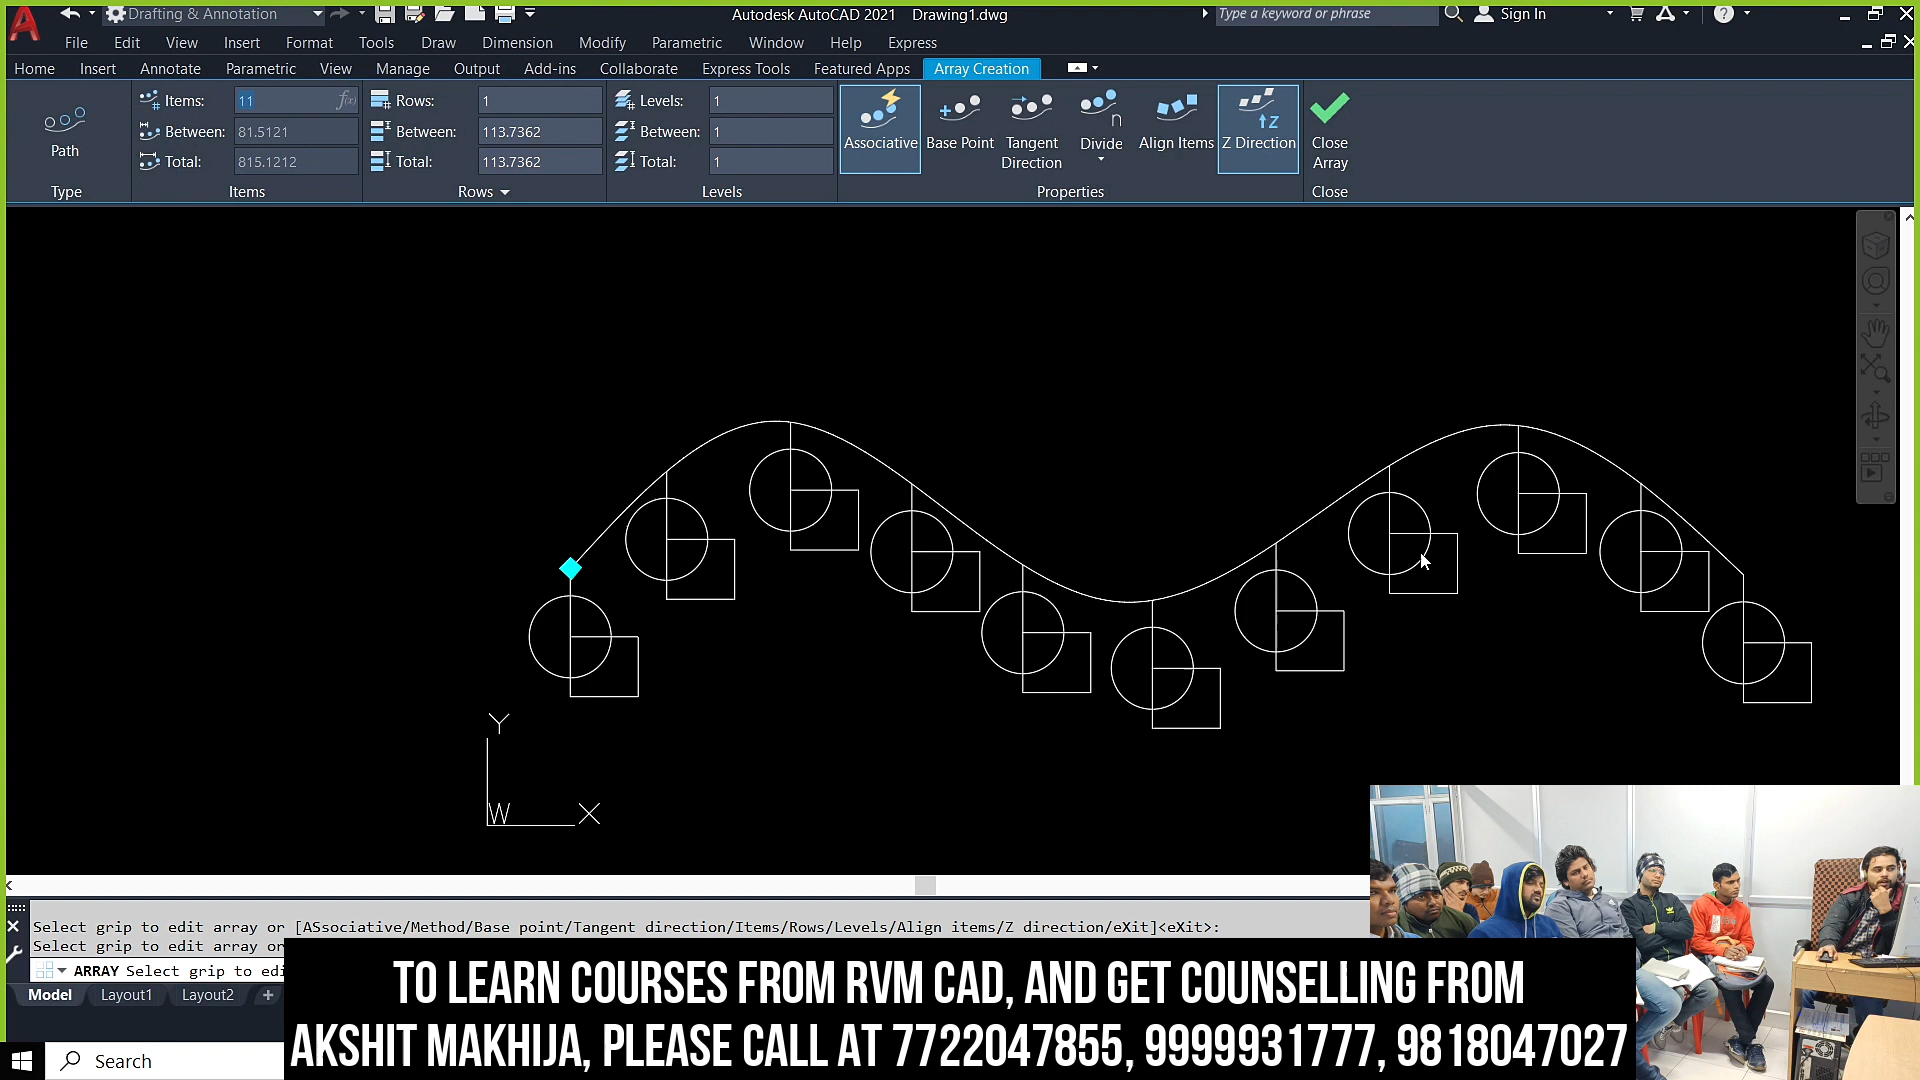 Drafting & Annotation
Autodesk AutoCAD 2021 Drawing1.dwg
Type a keyword or phrase
Sign In
File Edit View Insert Format Tools Draw Dimension Modify Parametric Window Help Express
Home Insert Annotate Parametric View Manage Output Add-ins Collaborate Express Tools Featured Apps Array Creation
Path
Items: 11
Between: 81.5121
Total: 815.1212
Rows: 1
Between: 113.7362
Total: 113.7362
Levels: 1
Between: 1
Total: 1
Associative
Base Point
Tangent
Direction
Divide
Align Items
Z Direction
Close
Array
Type Items Rows Levels Properties Close
Y
W X
Select grip to edit array or [ASsociative/Method/Base point/Tangent direction/Items/Rows/Levels/Align items/Z direction/eXit]<eXit>:
Select grip to edit array or
ARRAY Select grip to edi
Model Layout1 Layout2 +
TO LEARN COURSES FROM RVM CAD, AND GET COUNSELLING FROM
AKSHIT MAKHIJA, PLEASE CALL AT 7722047855, 9999931777, 9818047027
Search